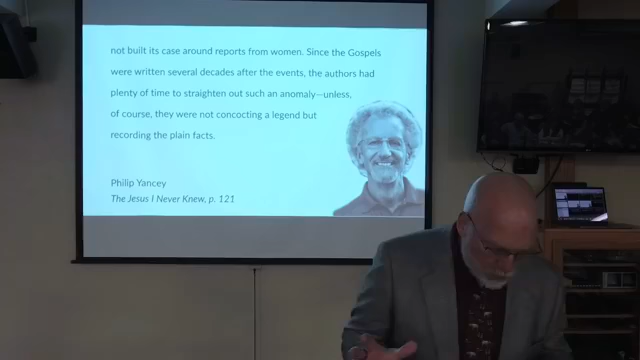 not built its case around reports from women. Since the Gospels
were written several decades after the events, the authors had
plenty of time to straighten out such an anomaly—unless,
of course, they were not concocting a legend but
recording the plain facts.
Philip Yancey
The Jesus I Never Knew, p. 121